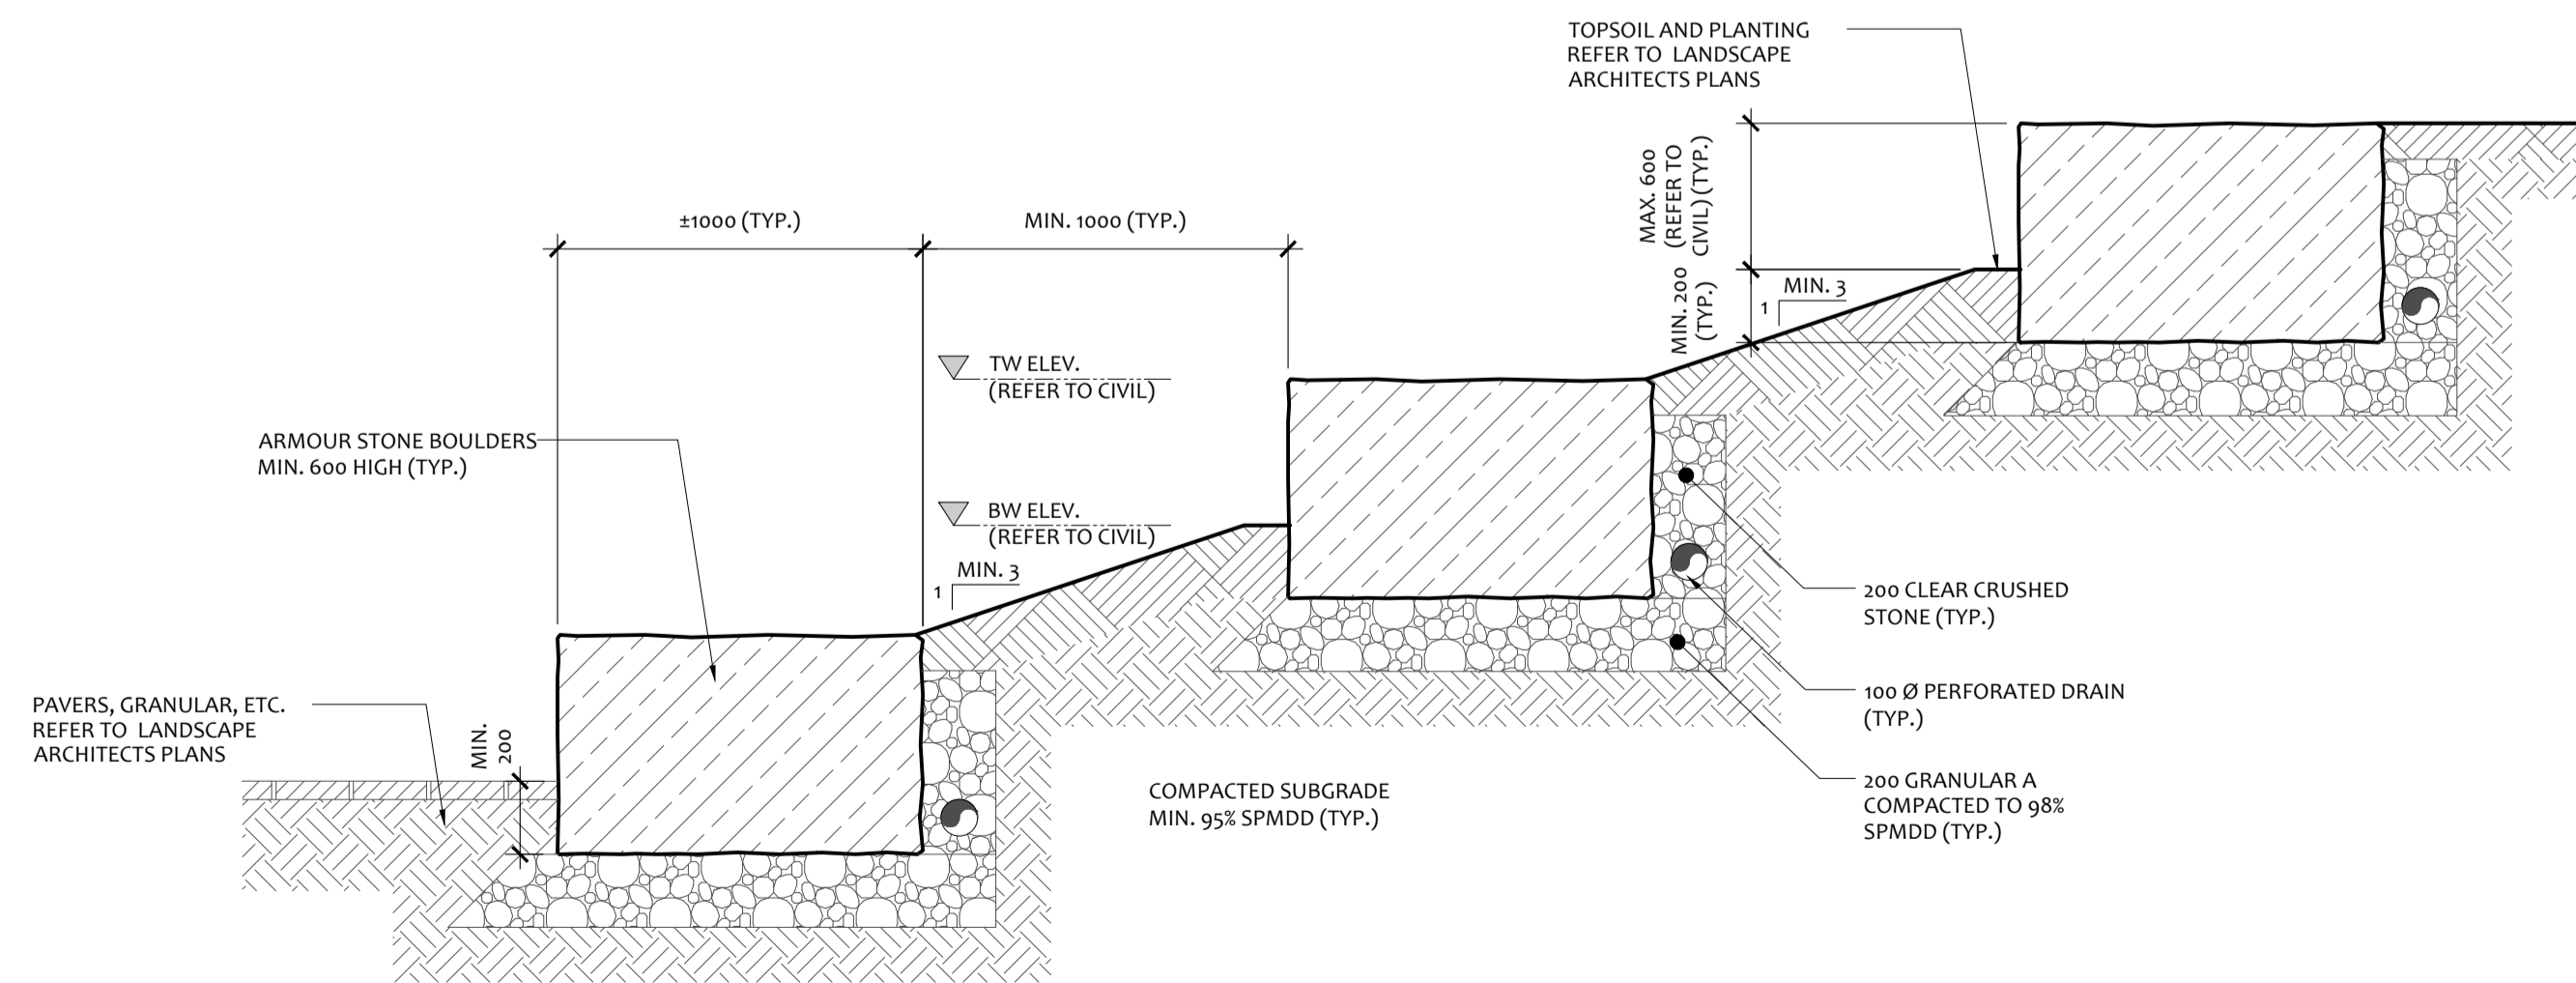 TOPSOIL AND PLANTING
REFER TO LANDSCAPE
ARCHITECTS PLANS
MAX. 600
(REFER TO
CIVIL)(TYP.)
MIN. 200
(TYP.)
MIN. 3
1
±1000 (TYP.)
MIN. 1000 (TYP.)
TW ELEV.
(REFER TO CIVIL)
BW ELEV.
(REFER TO CIVIL)
MIN. 3
1
ARMOUR STONE BOULDERS
MIN. 600 HIGH (TYP.)
PAVERS, GRANULAR, ETC.
REFER TO LANDSCAPE
ARCHITECTS PLANS
MIN.
200
200 CLEAR CRUSHED
STONE (TYP.)
100 Ø PERFORATED DRAIN
(TYP.)
200 GRANULAR A
COMPACTED TO 98%
SPMDD (TYP.)
COMPACTED SUBGRADE
MIN. 95% SPMDD (TYP.)